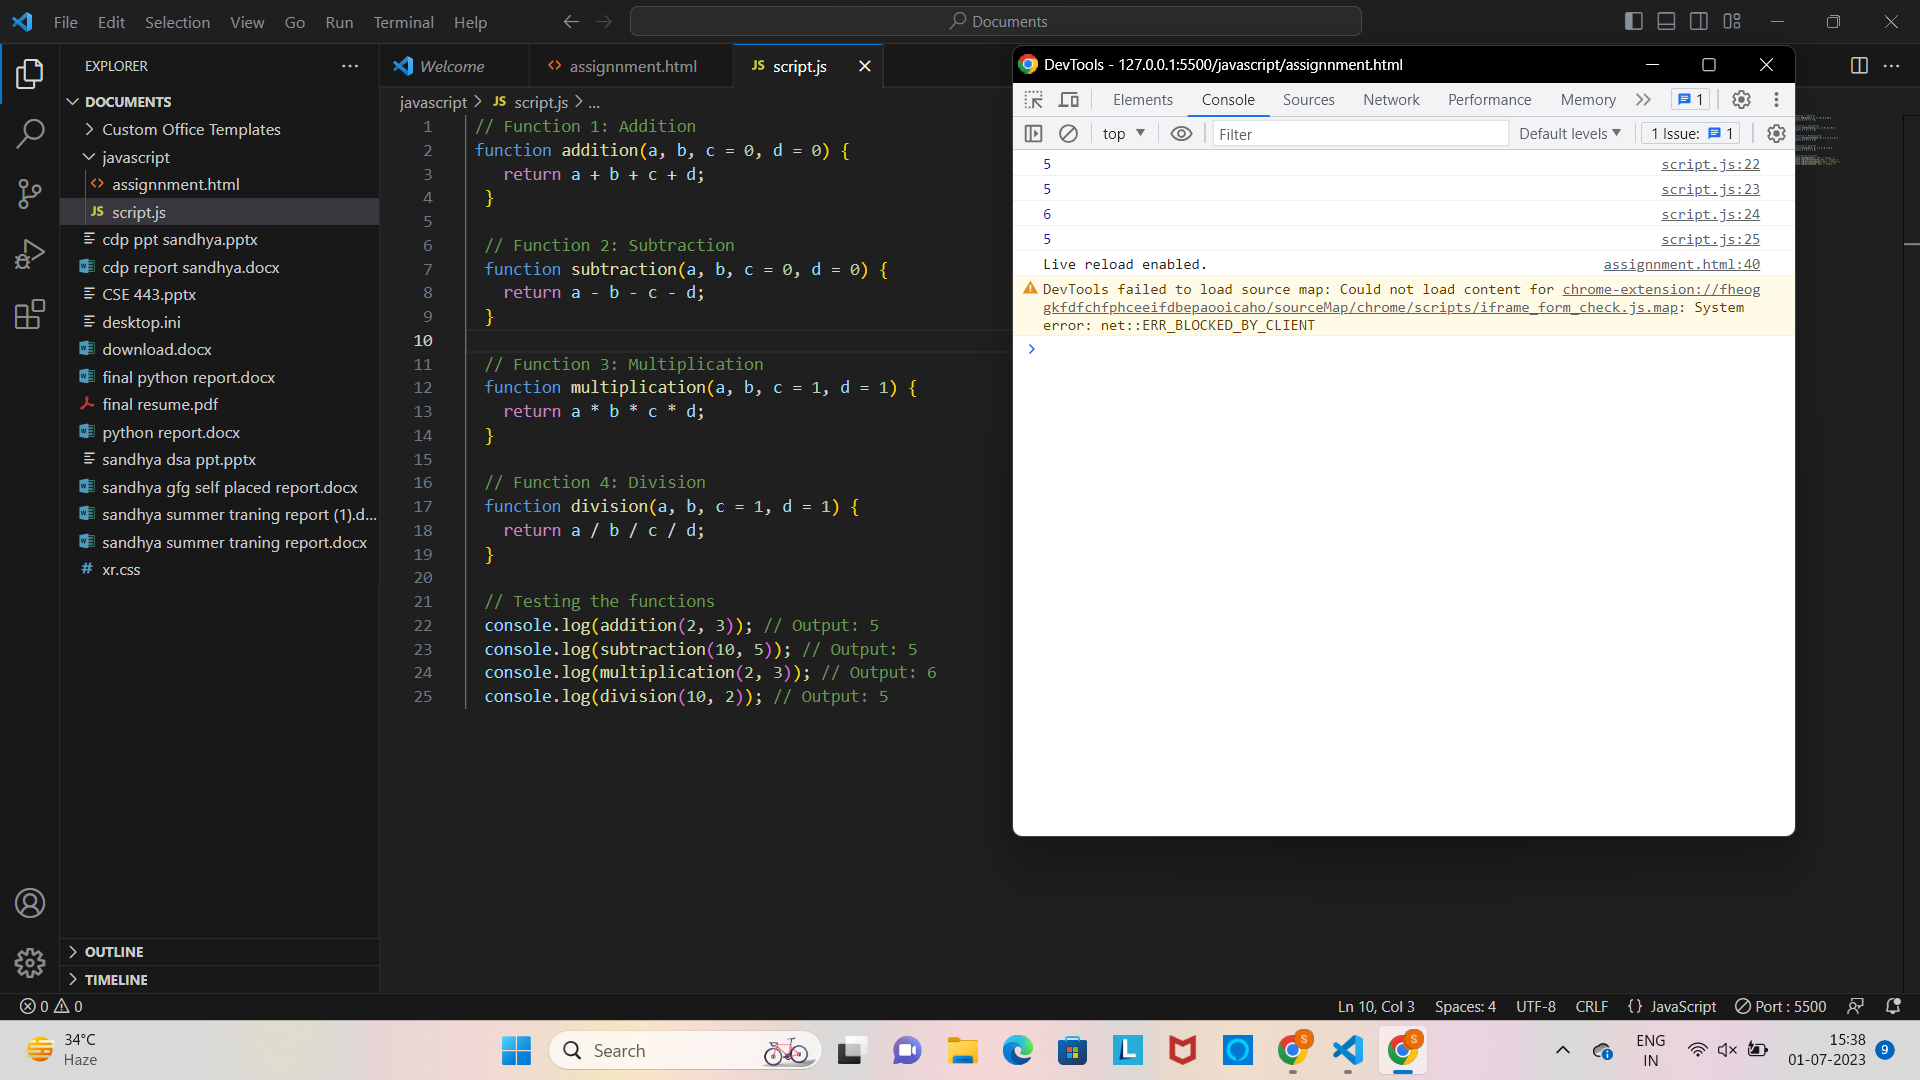 File Edit Selection View Go Run Terminal Help
Documents
EXPLORER
DOCUMENTS
Custom Office Templates
javascript
assignnment.html
script.js
cdp ppt sandhya.pptx
cdp report sandhya.docx
CSE 443.pptx
desktop.ini
download.docx
final python report.docx
final resume.pdf
python report.docx
sandhya dsa ppt.pptx
sandhya gfg self placed report.docx
sandhya summer traning report (1).d...
sandhya summer traning report.docx
xr.css
OUTLINE
TIMELINE
Welcome assignnment.html JS script.js
javascript > JS script.js > ...
1 // Function 1: Addition
2 function addition(a, b, c = 0, d = 0) {
3 return a + b + c + d;
4 }
5
6 // Function 2: Subtraction
7 function subtraction(a, b, c = 0, d = 0) {
8 return a - b - c - d;
9 }
10
11 // Function 3: Multiplication
12 function multiplication(a, b, c = 1, d = 1) {
13 return a * b * c * d;
14 }
15
16 // Function 4: Division
17 function division(a, b, c = 1, d = 1) {
18 return a / b / c / d;
19 }
20
21 // Testing the functions
22 console.log(addition(2, 3)); // Output: 5
23 console.log(subtraction(10, 5)); // Output: 5
24 console.log(multiplication(2, 3)); // Output: 6
25 console.log(division(10, 2)); // Output: 5
DevTools - 127.0.0.1:5500/javascript/assignnment.html
Elements Console Sources Network Performance Memory 1
top Filter Default levels 1 Issue: 1
5 script.js:22
5 script.js:23
6 script.js:24
5 script.js:25
Live reload enabled. assignnment.html:40
DevTools failed to load source map: Could not load content for chrome-extension://fheog
gkfdfchfphceeifdbepaooicaho/sourceMap/chrome/scripts/iframe_form_check.js.map: System
error: net::ERR_BLOCKED_BY_CLIENT
0 0 Ln 10, Col 3 Spaces: 4 UTF-8 CRLF {} JavaScript Port : 5500
34°C
Haze
Search
ENG
IN
15:38
01-07-2023
9